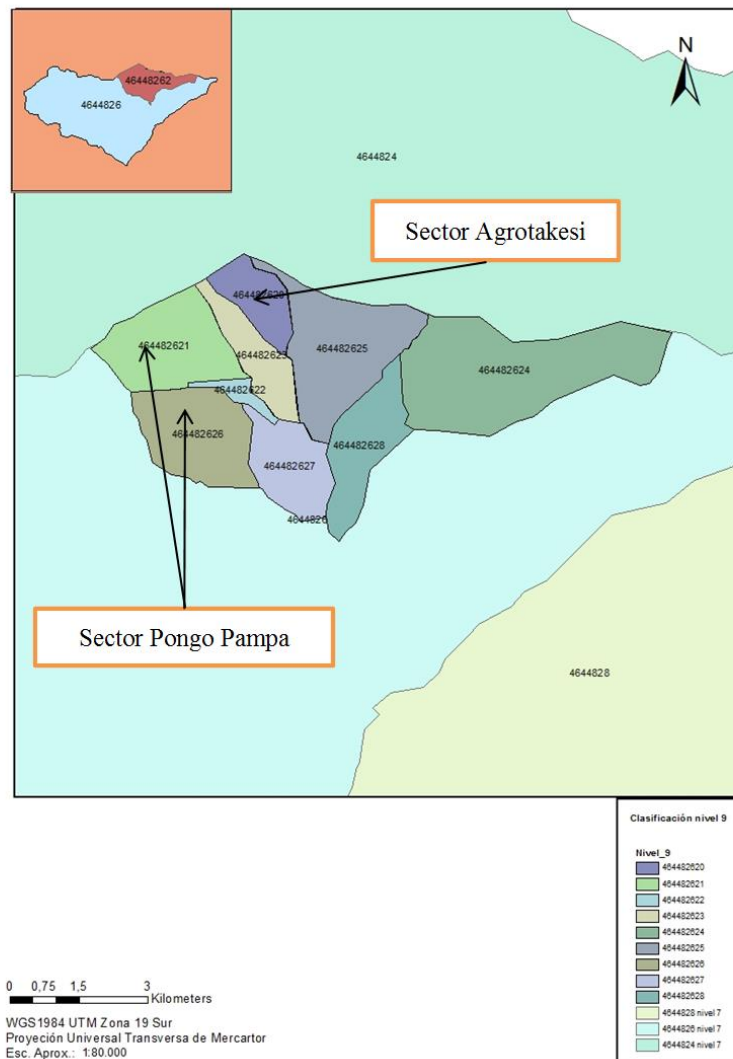 46448262
4644826
N
4644824
Sector Agrotakesi
464482620
464482621
464482625
464482623
464482624
464482622
464482626
464482628
464482627
4644826
Sector Pongo Pampa
4644828
Clasificación nivel 9
Nivel_9
464482620
464482621
464482622
464482623
464482624
464482625
464482626
464482627
464482628
4644828 nivel 7
4644826 nivel 7
4644824 nivel 7
0 0,75 1,5 3
Kilometers
WGS1984 UTM Zona 19 Sur
Proyeción Universal Transversa de Mercartor
Esc. Aprox.: 1:80.000